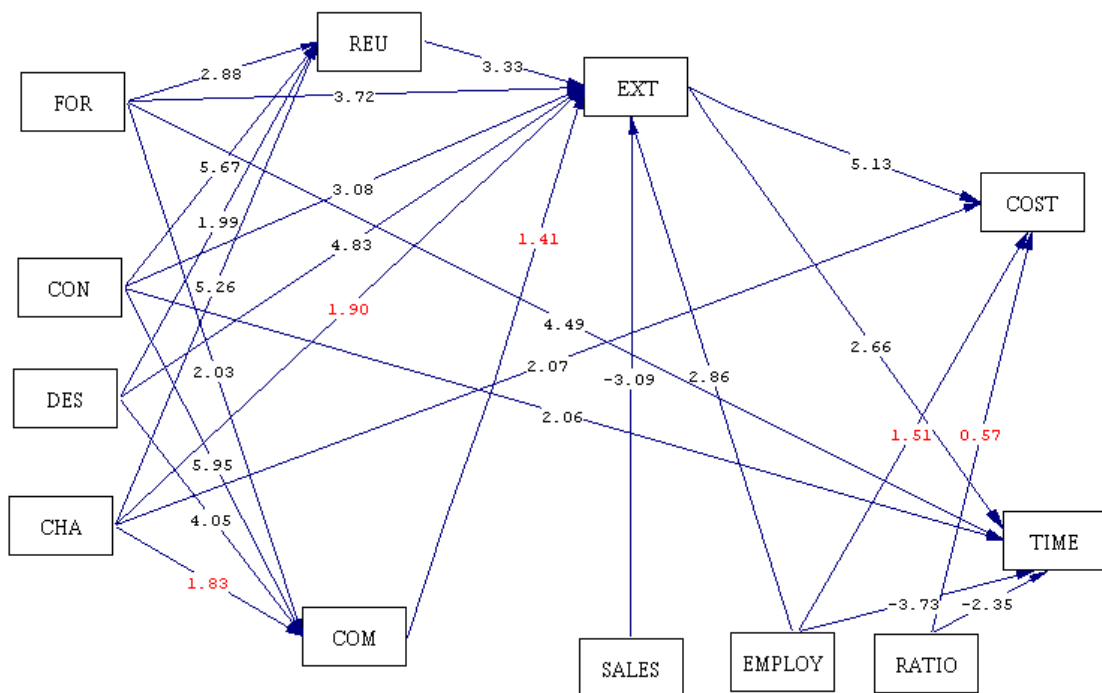 REU
3.33
2.88
EXT
FOR
3.72
5.13
5.67
3.08
COST
1.99
4.83
1.41
CON
5.26
1.90
4.49
2.66
2.03
2.07
-3.09
2.86
DES
2.06
1.51
0.57
5.95
CHA
4.05
TIME
1.83
-3.73
-2.35
COM
SALES
EMPLOY
RATIO